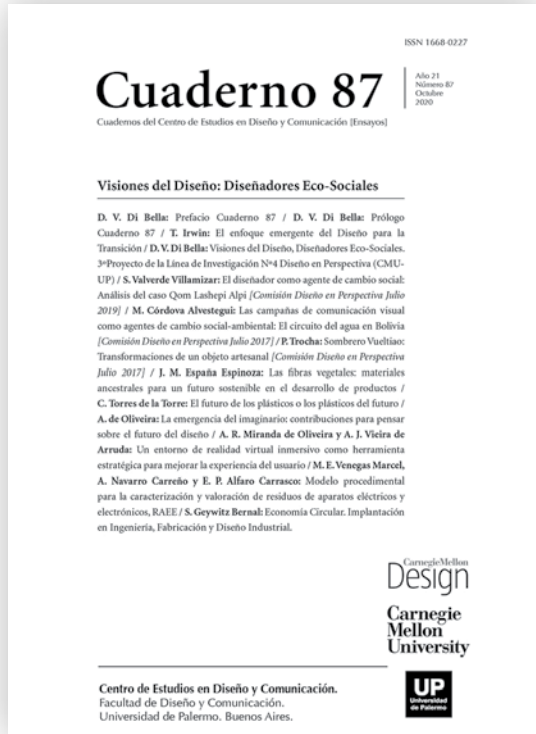 ISSN 1668-0227
Cuaderno 87
Año 21
Número 87
Octubre
2020
Cuadernos del Centro de Estudios en Diseño y Comunicación [Ensayos]
Visiones del Diseño: Diseñadores Eco-Sociales
D. V. Di Bella: Prefacio Cuaderno 87 / D. V. Di Bella: Prólogo
Cuaderno 87 / T. Irwin: El enfoque emergente del Diseño para la
Transición / D. V. Di Bella: Visiones del Diseño, Diseñadores Eco-Sociales.
3ºProyecto de la Línea de Investigación Nº4 Diseño en Perspectiva (CMU-
UP) / S. Valverde Villamizar: El diseñador como agente de cambio social:
Análisis del caso Qom Lashepi Alpi [Comisión Diseño en Perspectiva Julio
2019] / M. Córdova Alvestegui: Las campañas de comunicación visual
como agentes de cambio social-ambiental: El circuito del agua en Bolivia
[Comisión Diseño en Perspectiva Julio 2017] / P. Trocha: Sombrero Vueltiao:
Transformaciones de un objeto artesanal [Comisión Diseño en Perspectiva
Julio 2017] / J. M. España Espinoza: Las fibras vegetales: materiales
ancestrales para un futuro sostenible en el desarrollo de productos /
C. Torres de la Torre: El futuro de los plásticos o los plásticos del futuro /
A. de Oliveira: La emergencia del imaginario: contribuciones para pensar
sobre el futuro del diseño / A. R. Miranda de Oliveira y A. J. Vieira de
Arruda: Un entorno de realidad virtual inmersivo como herramienta
estratégica para mejorar la experiencia del usuario / M. E. Venegas Marcel,
A. Navarro Carreño y E. P. Alfaro Carrasco: Modelo procedimental
para la caracterización y valoración de residuos de aparatos eléctricos y
electrónicos, RAEE / S. Geywitz Bernal: Economía Circular. Implantación
en Ingeniería, Fabricación y Diseño Industrial.
CarnegieMellon
Design
Carnegie
Mellon
University
Centro de Estudios en Diseño y Comunicación.
Facultad de Diseño y Comunicación.
Universidad de Palermo. Buenos Aires.
UP
Universidad
de Palermo